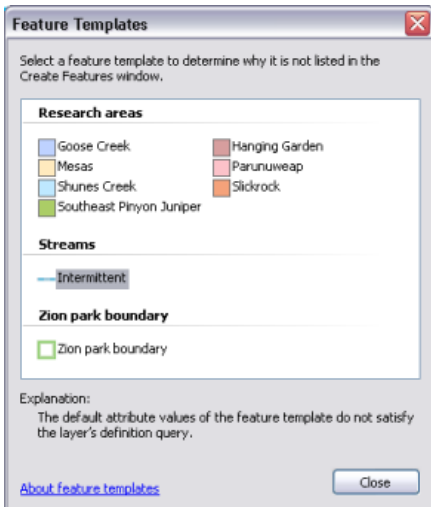 Feature Templates
Select a feature template to determine why it is not listed in the
Create Features window.
Research areas
Goose Creek
Hanging Garden
Mesas
Parunuweap
Shunes Creek
Slickrock
Southeast Pinyon Juniper
Streams
Intermittent
Zion park boundary
Zion park boundary
Explanation:
The default attribute values of the feature template do not satisfy
the layer's definition query.
About feature templates
Close